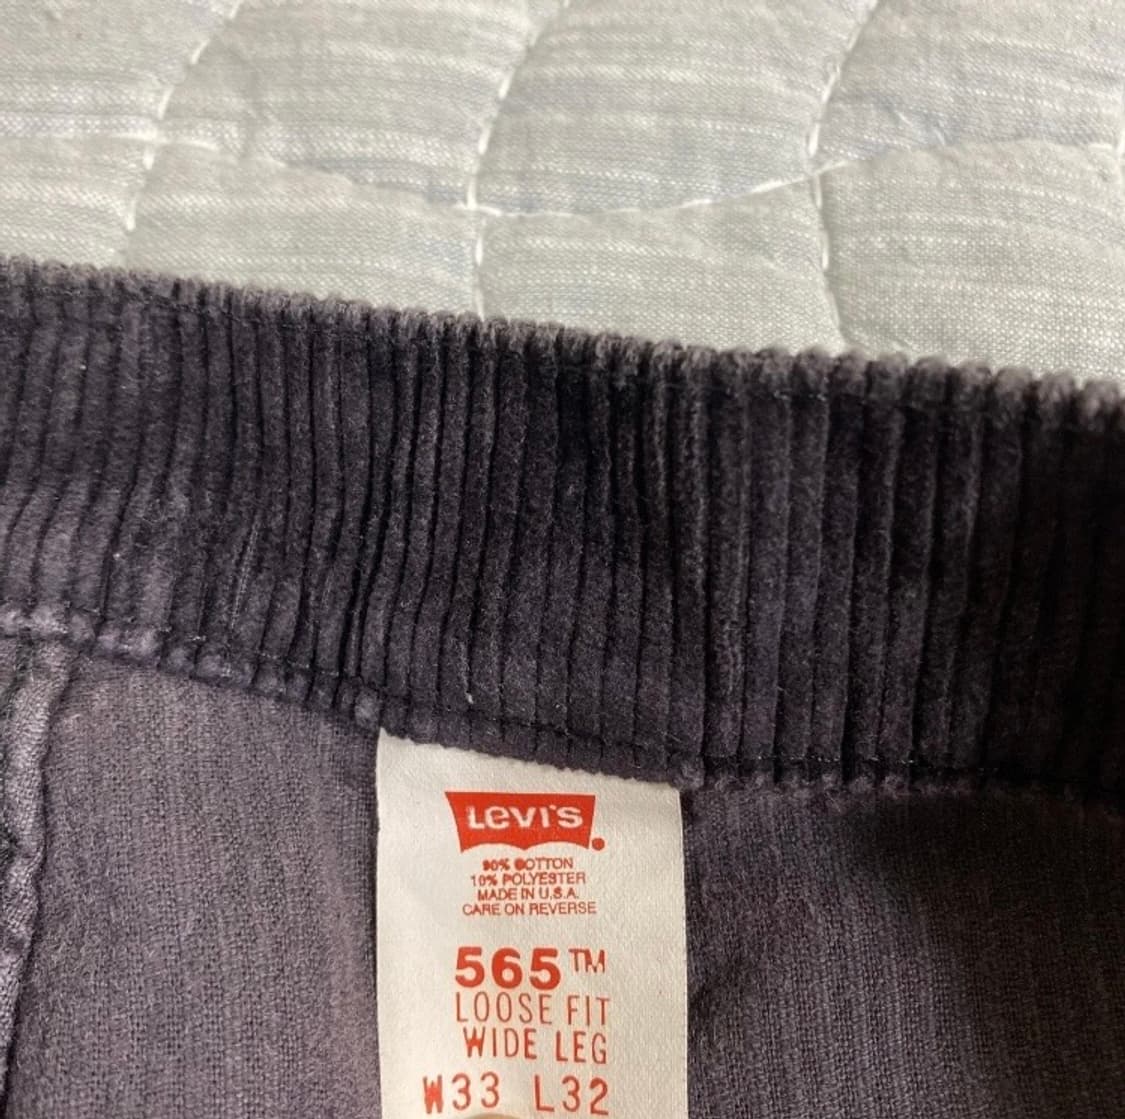 Levi's
90% COTTON
10% POLYESTER
MADE IN U.S.A.
CARE ON REVERSE
565™
LOOSE FIT
WIDE LEG
W33 L32